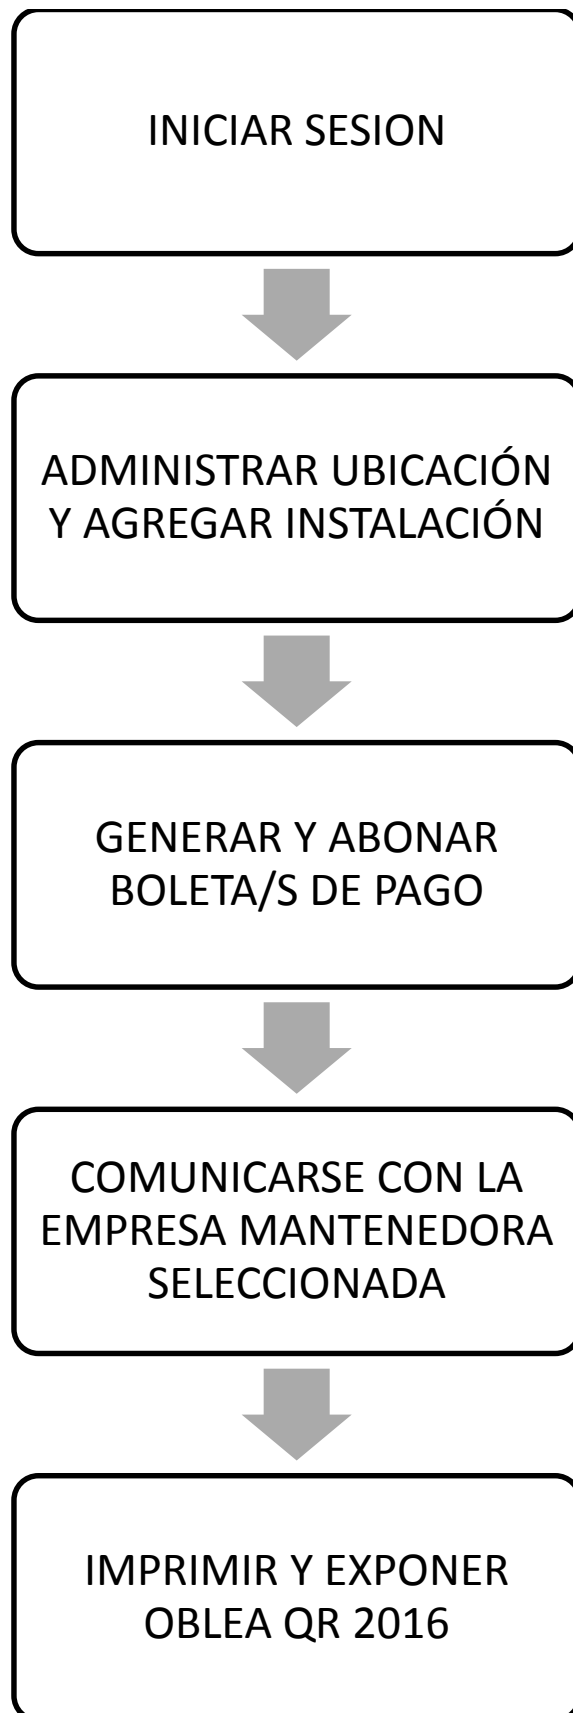 INICIAR SESION
ADMINISTRAR UBICACIÓN
Y AGREGAR INSTALACIÓN
GENERAR Y ABONAR
BOLETA/S DE PAGO
COMUNICARSE CON LA
EMPRESA MANTENEDORA
SELECCIONADA
IMPRIMIR Y EXPONER
OBLEA QR 2016